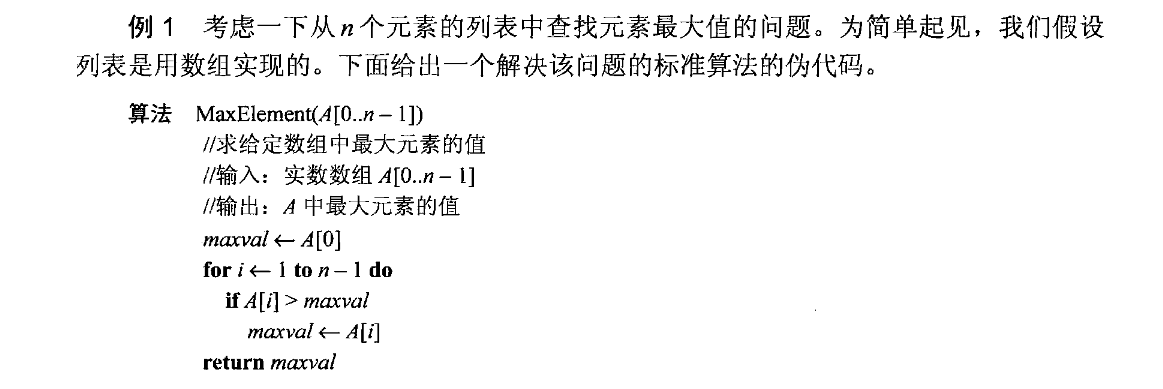 例 1 考虑一下从 n 个元素的列表中查找元素最大值的问题。为简单起见，我们假设
列表是用数组实现的。下面给出一个解决该问题的标准算法的伪代码。
算法 MaxElement(A[0..n – 1])
//求给定数组中最大元素的值
//输入：实数数组 A[0..n – 1]
//输出：A 中最大元素的值
maxval ← A[0]
for i ← 1 to n – 1 do
if A[i] > maxval
maxval ← A[i]
return maxval